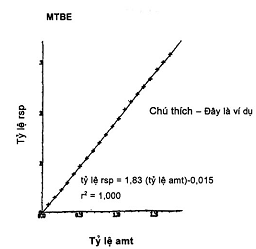 MTBE
Tỷ lệ rsp
Chú thích – Đây là ví dụ
tỷ lệ rsp = 1,83 (tỷ lệ amt)-0,015
r² = 1,000
Tỷ lệ amt